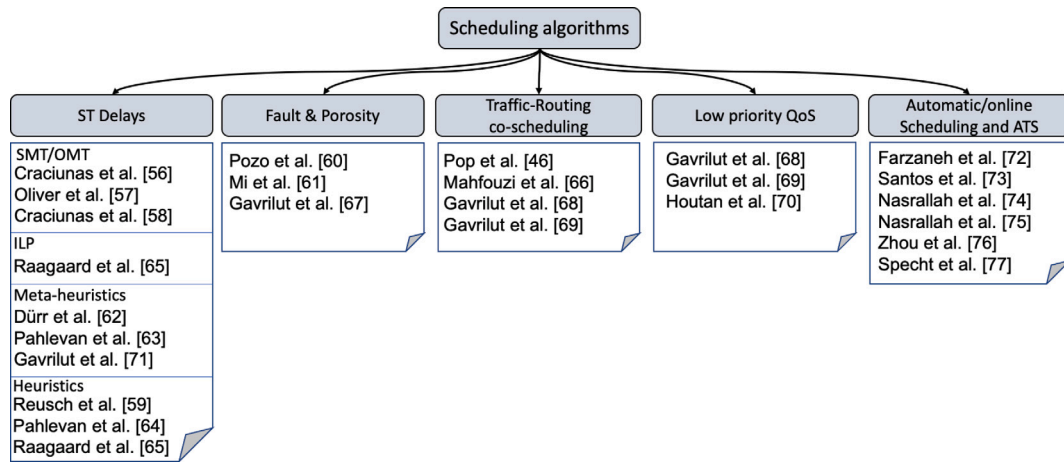 Scheduling algorithms
ST Delays
SMT/OMT
Craciunas et al. [56]
Oliver et al. [57]
Craciunas et al. [58]
ILP
Raagaard et al. [65]
Meta-heuristics
Dürr et al. [62]
Pahlevan et al. [63]
Gavrilut et al. [71]
Heuristics
Reusch et al. [59]
Pahlevan et al. [64]
Raagaard et al. [65]
Fault & Porosity
Pozo et al. [60]
Mi et al. [61]
Gavrilut et al. [67]
Traffic-Routing
co-scheduling
Pop et al. [46]
Mahfouzi et al. [66]
Gavrilut et al. [68]
Gavrilut et al. [69]
Low priority QoS
Gavrilut et al. [68]
Gavrilut et al. [69]
Houtan et al. [70]
Automatic/online
Scheduling and ATS
Farzaneh et al. [72]
Santos et al. [73]
Nasrallah et al. [74]
Nasrallah et al. [75]
Zhou et al. [76]
Specht et al. [77]